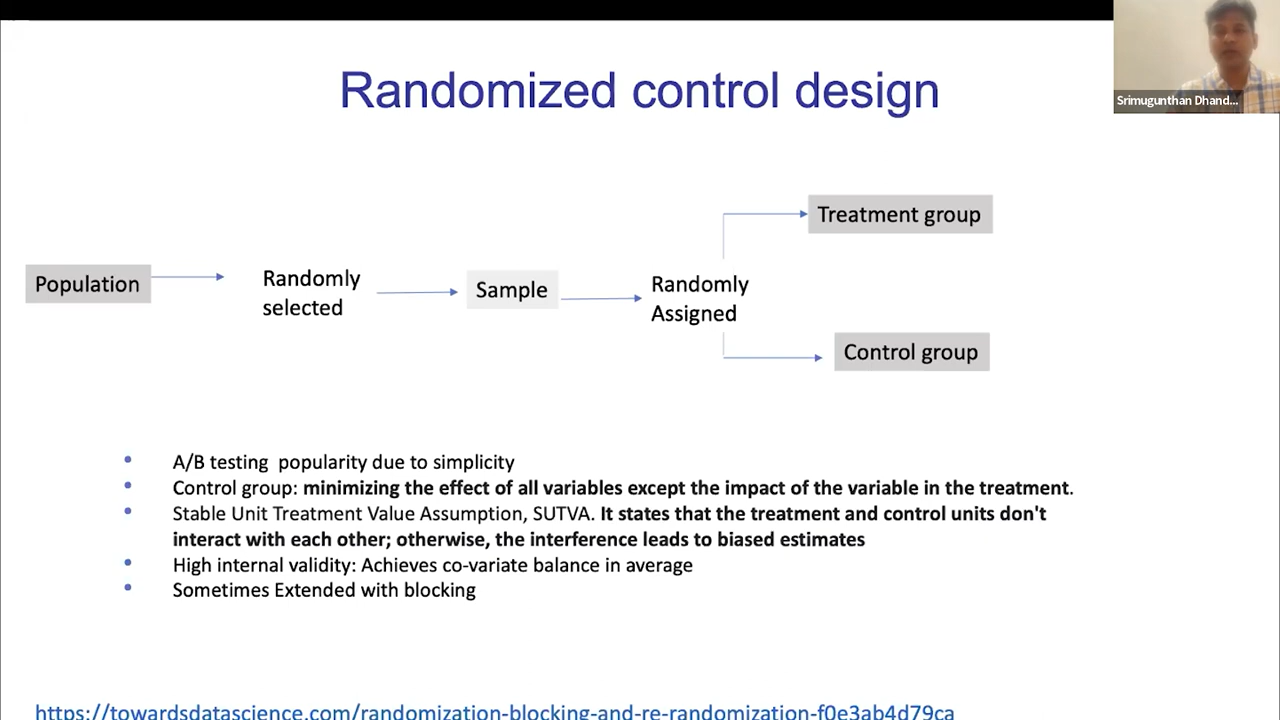 Randomized control design
Srimugunthan Dhand...
Treatment group
Population
Randomly
selected
Sample
Randomly
Assigned
Control group
• A/B testing  popularity due to simplicity
• Control group: minimizing the effect of all variables except the impact of the variable in the treatment.
• Stable Unit Treatment Value Assumption, SUTVA. It states that the treatment and control units don't
interact with each other; otherwise, the interference leads to biased estimates
• High internal validity: Achieves co-variate balance in average
• Sometimes Extended with blocking
https://towardsdatascience.com/randomization-blocking-and-re-randomization-f0e3ab4d79ca